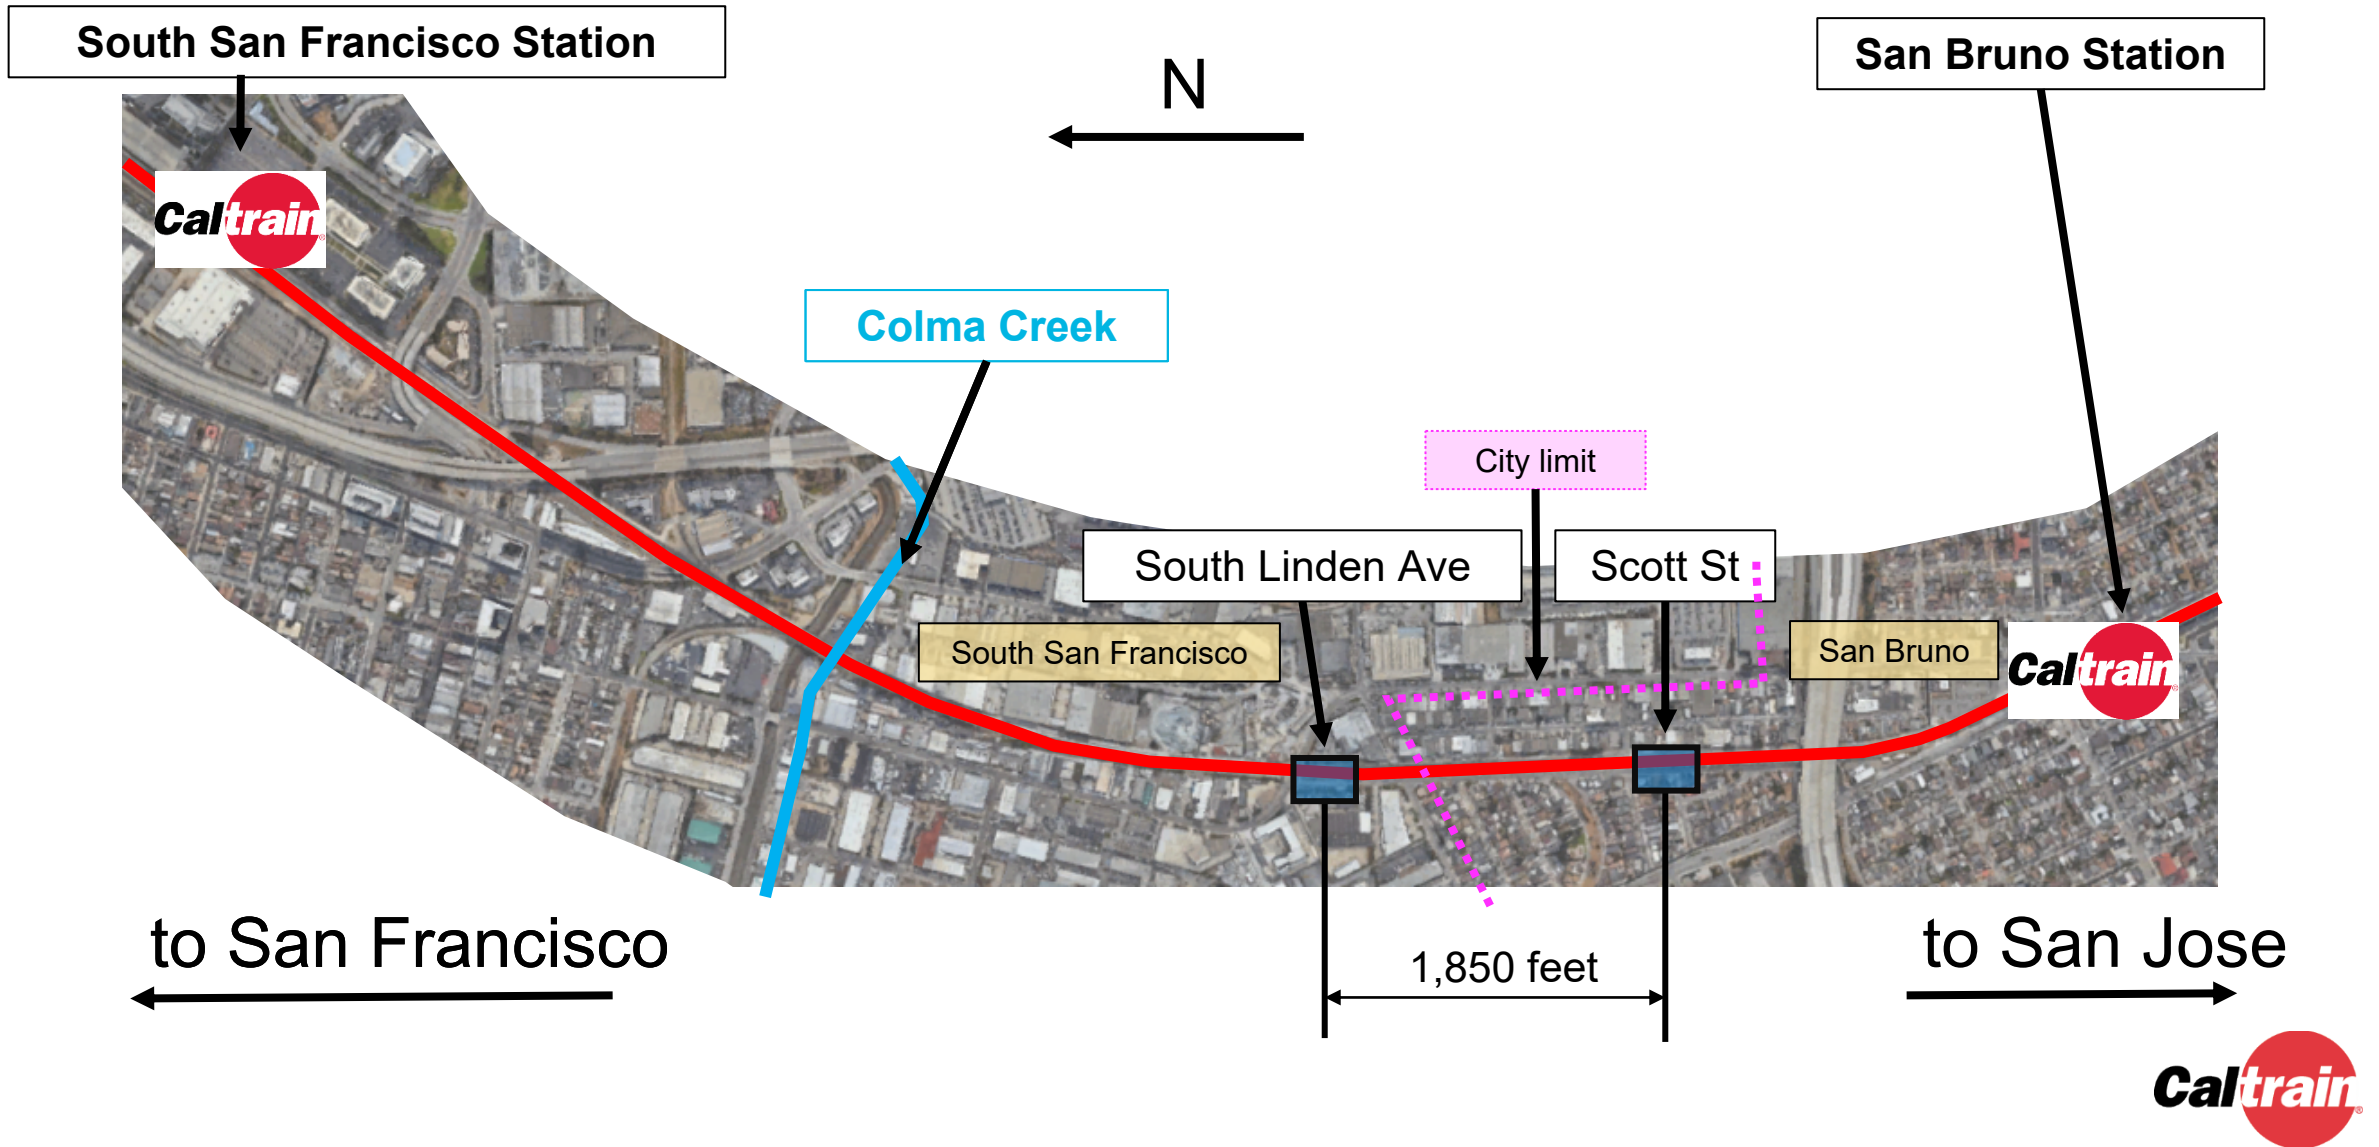 South San Francisco Station
San Bruno Station
N
Caltrain®
Colma Creek
City limit
South Linden Ave
Scott St
South San Francisco
San Bruno
Caltrain®
to San Francisco
to San Jose
1,850 feet
Caltrain®